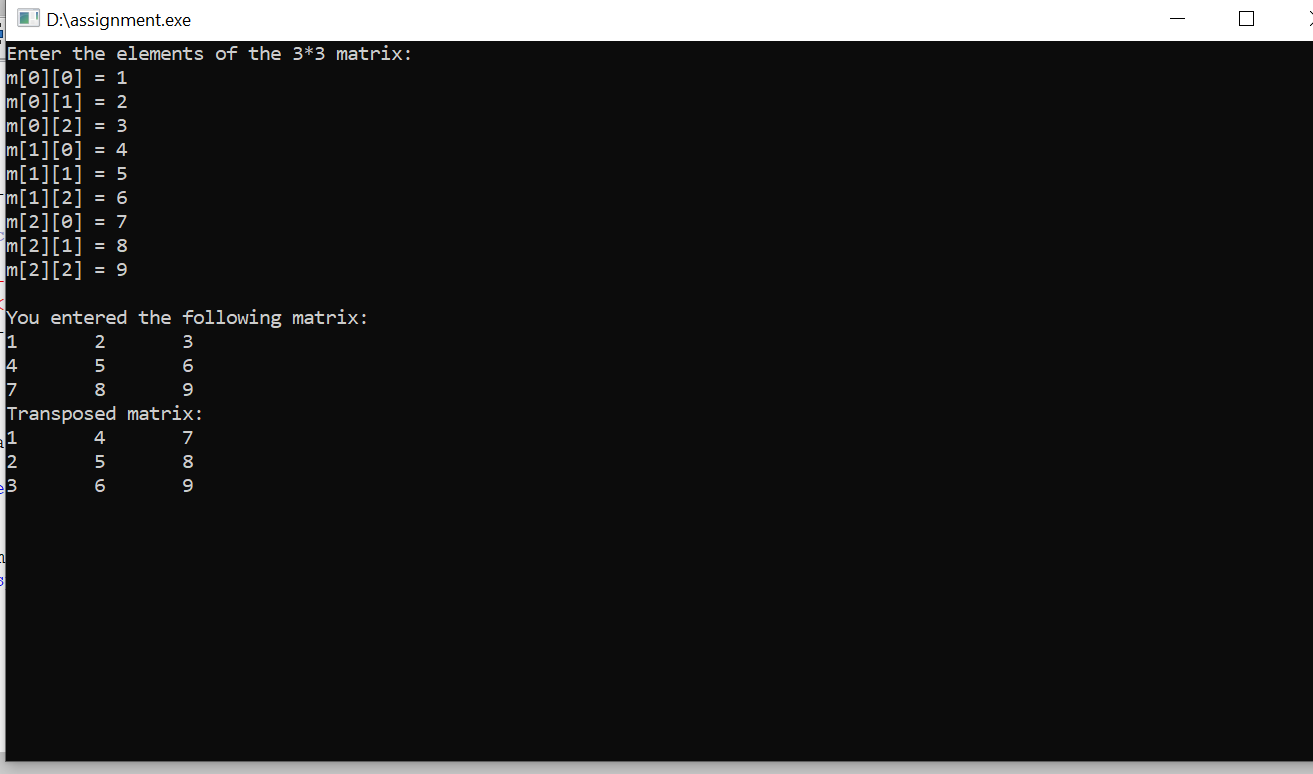 D:\assignment.exe
Enter the elements of the 3*3 matrix:
m[0][0] = 1
m[0][1] = 2
m[0][2] = 3
m[1][0] = 4
m[1][1] = 5
m[1][2] = 6
m[2][0] = 7
m[2][1] = 8
m[2][2] = 9
You entered the following matrix:
1 2 3
4 5 6
7 8 9
Transposed matrix:
1 4 7
2 5 8
3 6 9